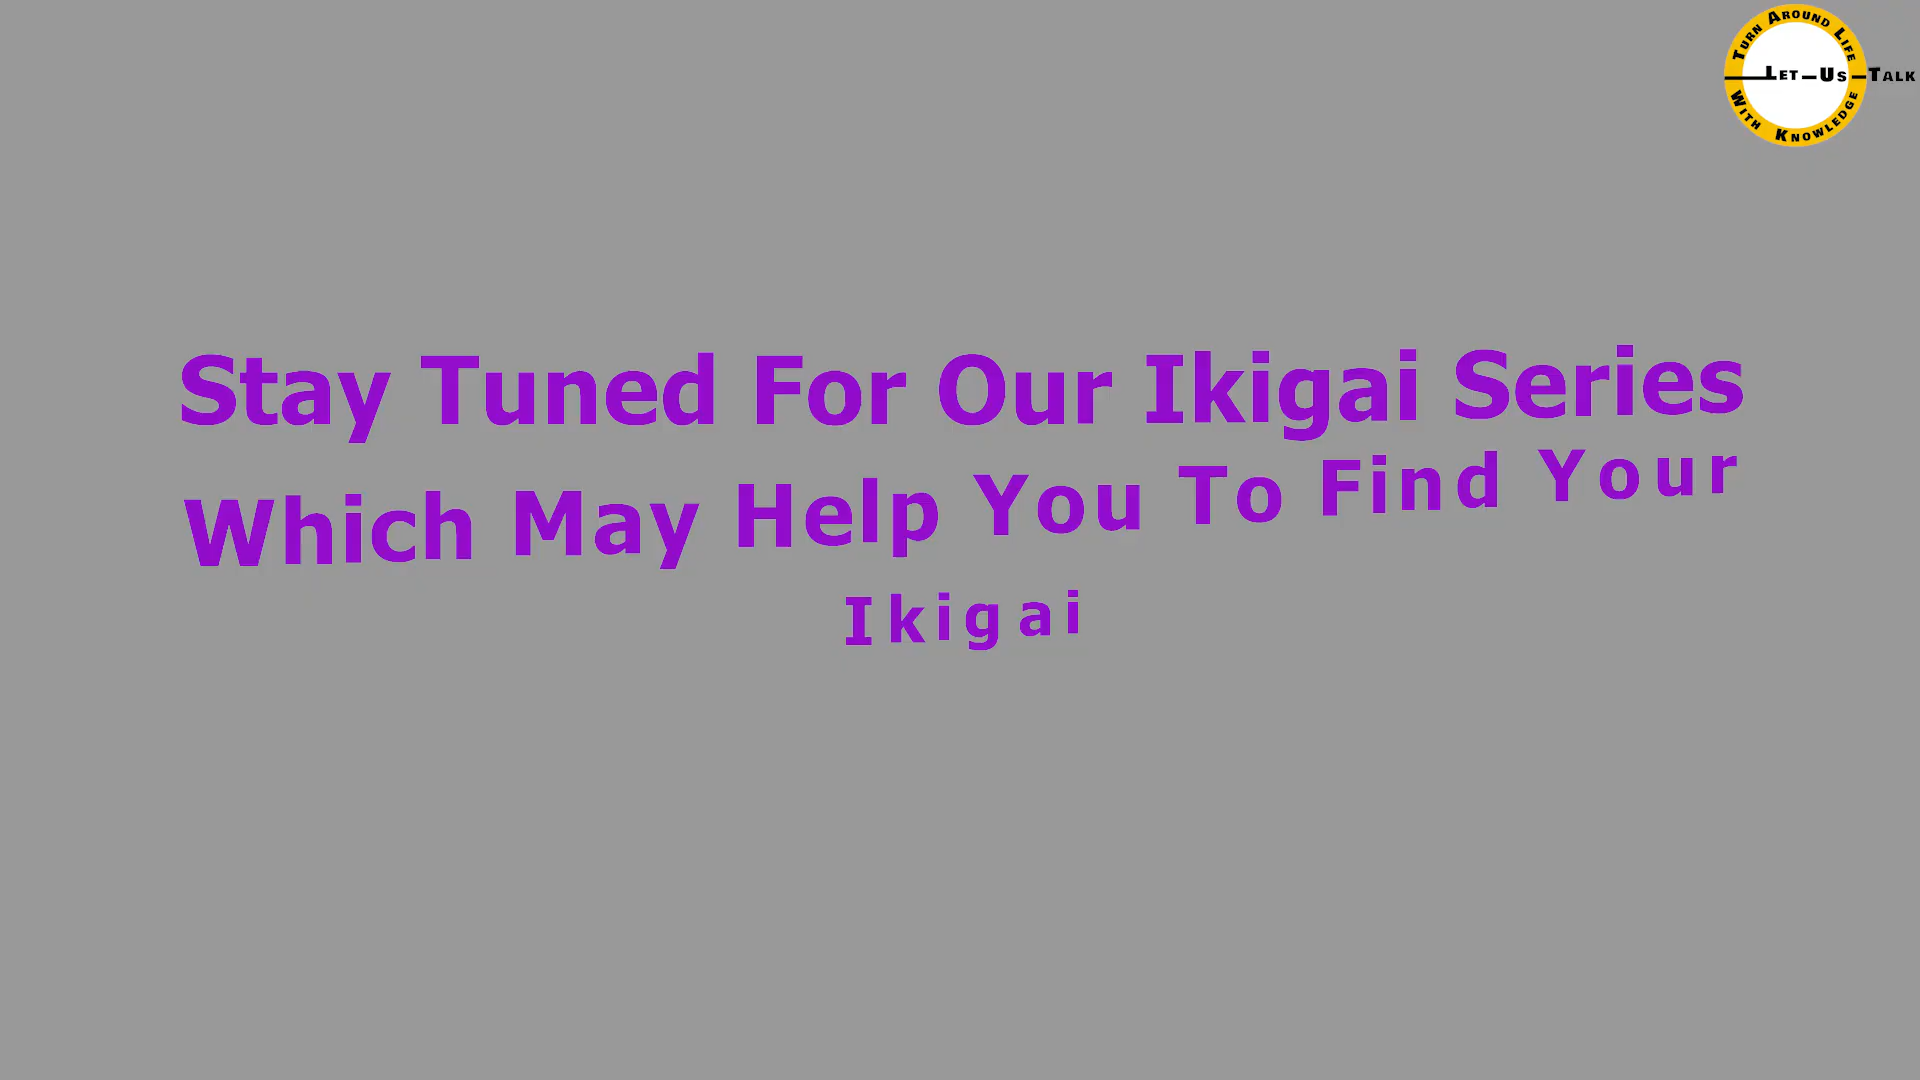 Turn Around Life
Let-Us-Talk
With Knowledge
Stay Tuned For Our Ikigai Series
Which May Help You To Find Your
Ikigai